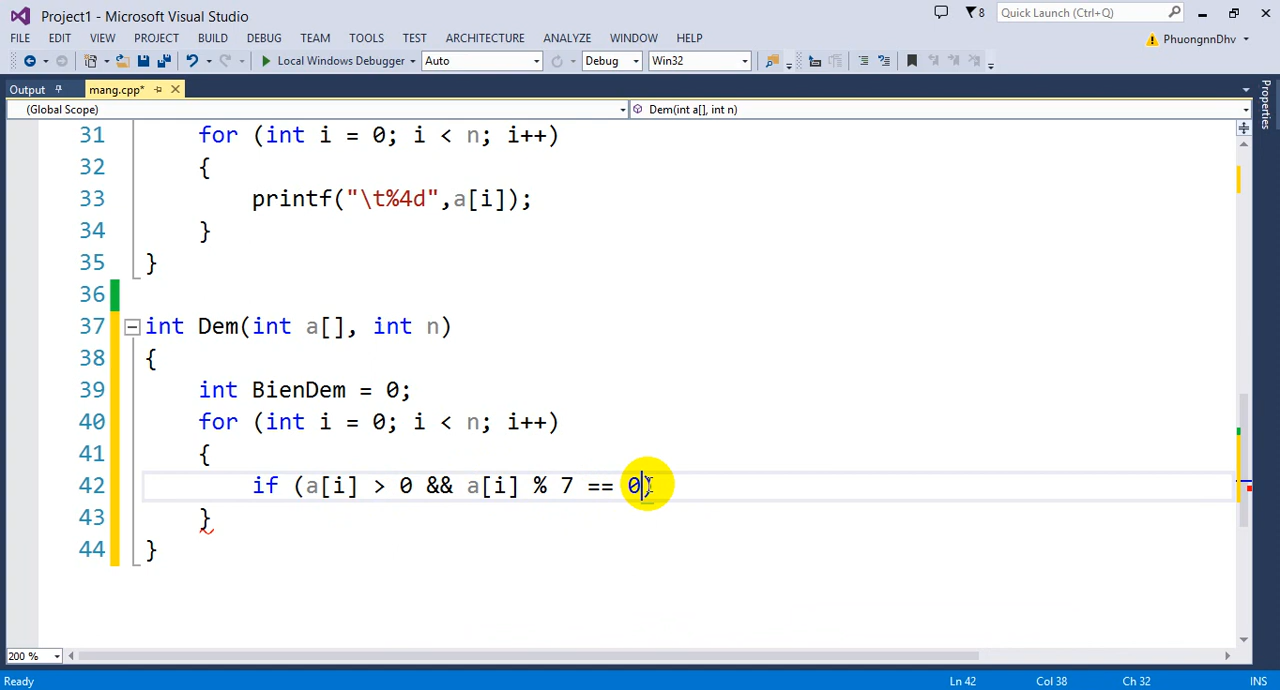 Project1 - Microsoft Visual Studio
8
Quick Launch (Ctrl+Q)
FILE EDIT VIEW PROJECT BUILD DEBUG TEAM TOOLS TEST ARCHITECTURE ANALYZE WINDOW HELP
PhuongnnDhv
Local Windows Debugger Auto Debug Win32
Output mang.cpp*
Properties
(Global Scope) Dem(int a[], int n)
31 for (int i = 0; i < n; i++)
32 {
33 printf("\t%4d",a[i]);
34 }
35 }
36
37 int Dem(int a[], int n)
38 {
39 int BienDem = 0;
40 for (int i = 0; i < n; i++)
41 {
42 if (a[i] > 0 && a[i] % 7 == 0)
43 }
44 }
200 %
Ready Ln 42 Col 38 Ch 32 INS